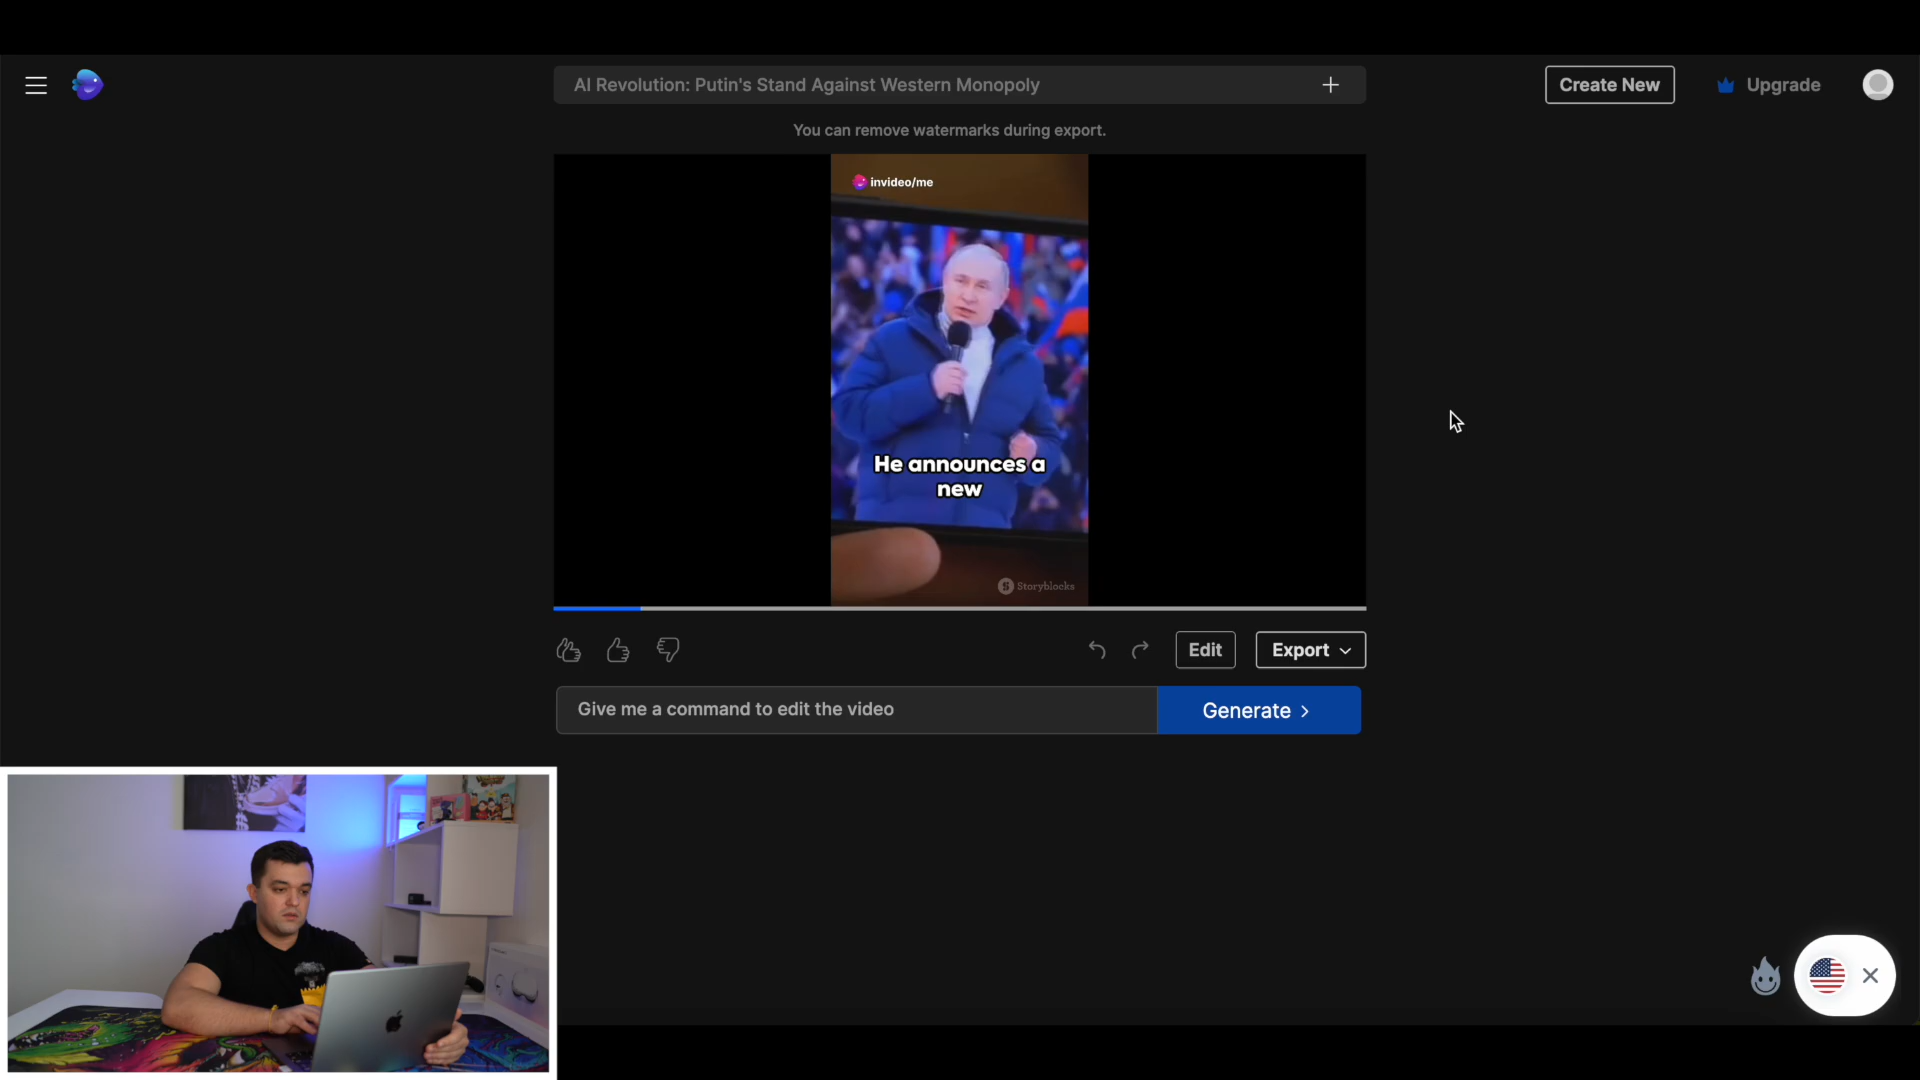 AI Revolution: Putin's Stand Against Western Monopoly
Create New
Upgrade
You can remove watermarks during export.
invideo/me
He announces a
new
Storyblocks
Edit
Export
Give me a command to edit the video
Generate